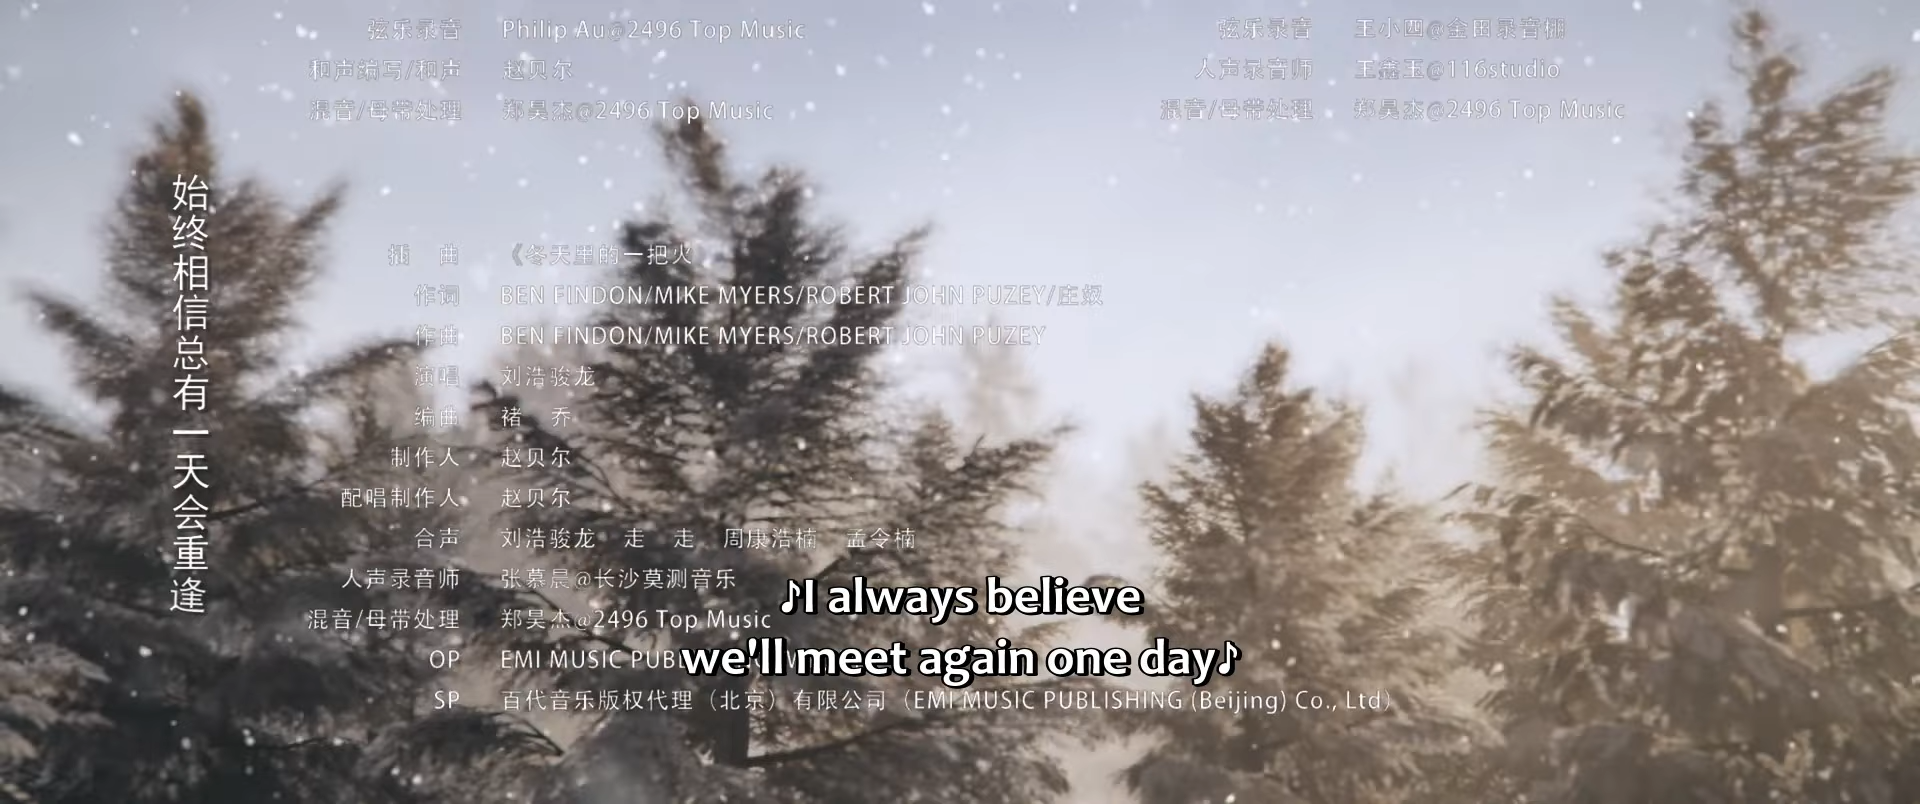 弦乐录音 Philip Au@2496 Top Music
和声编写/和声 赵贝尔
混音/母带处理 郑昊杰@2496 Top Music
弦乐录音 王小四@金田录音棚
人声录音师 王鑫玉@116studio
混音/母带处理 郑昊杰@2496 Top Music
始终相信总有一天会重逢
插 曲 《冬天里的一把火
作词 BEN FINDON/MIKE MYERS/ROBERT JOHN PUZEY/庄奴
作曲 BEN FINDON/MIKE MYERS/ROBERT JOHN PUZEY
演唱 刘浩骏龙
编曲 褚 乔
制作人 赵贝尔
配唱制作人 赵贝尔
合声 刘浩骏龙 走 走 周康浩楠 孟令楠
人声录音师 张慕晨@长沙莫测音乐
混音/母带处理 郑昊杰@2496 Top Music
OP EMI MUSIC
SP 百代音乐版权代理（北京）有限公司（EMI MUSIC PUBLISHING (Beijing) Co., Ltd）
♪I always believe
we'll meet again one day♪